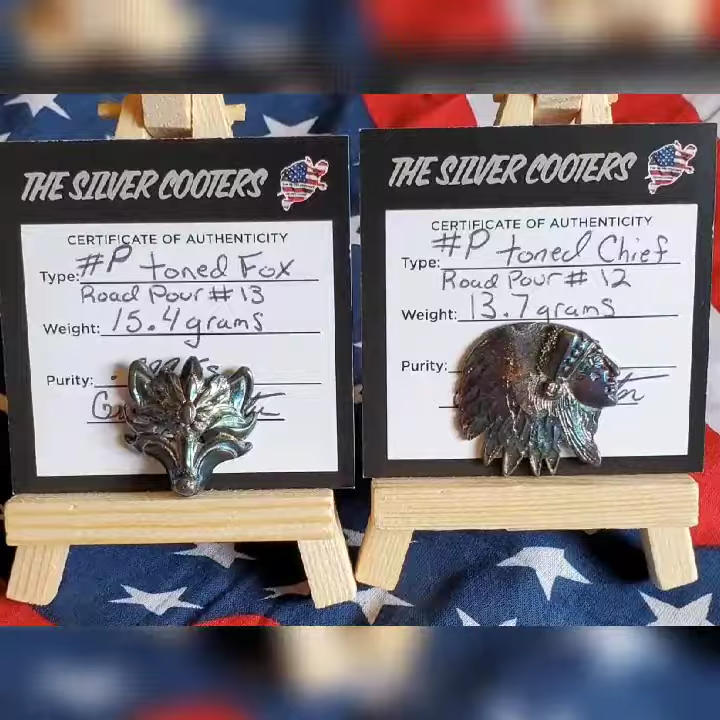 THE SILVER COOTERS
CERTIFICATE OF AUTHENTICITY
Type: #P toned Fox
Road Pour #13
Weight: 15.4 grams
Purity:
THE SILVER COOTERS
CERTIFICATE OF AUTHENTICITY
Type: #P toned Chief
Road Pour #12
Weight: 13.7 grams
Purity: